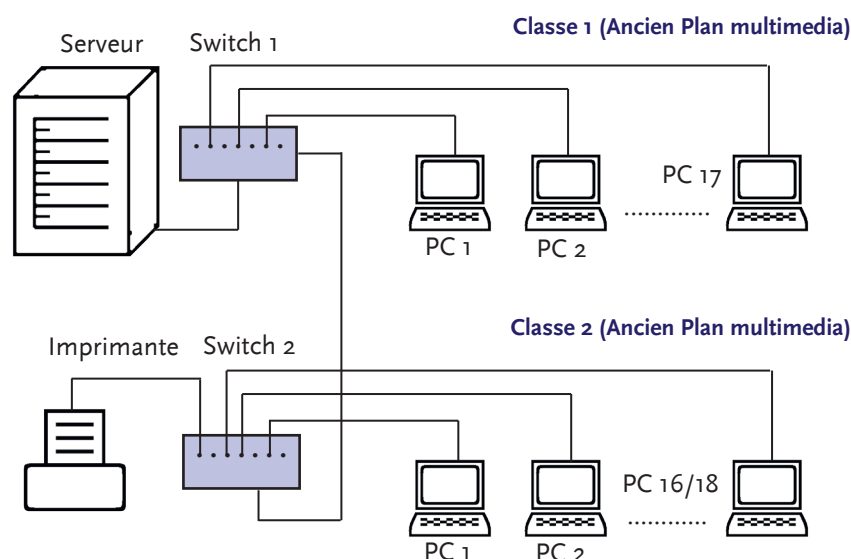 Classe 1 (Ancien Plan multimedia)
Serveur
Switch 1
PC 17
PC 1
PC 2
Classe 2 (Ancien Plan multimedia)
Imprimante
Switch 2
PC 16/18
PC 1
PC 2